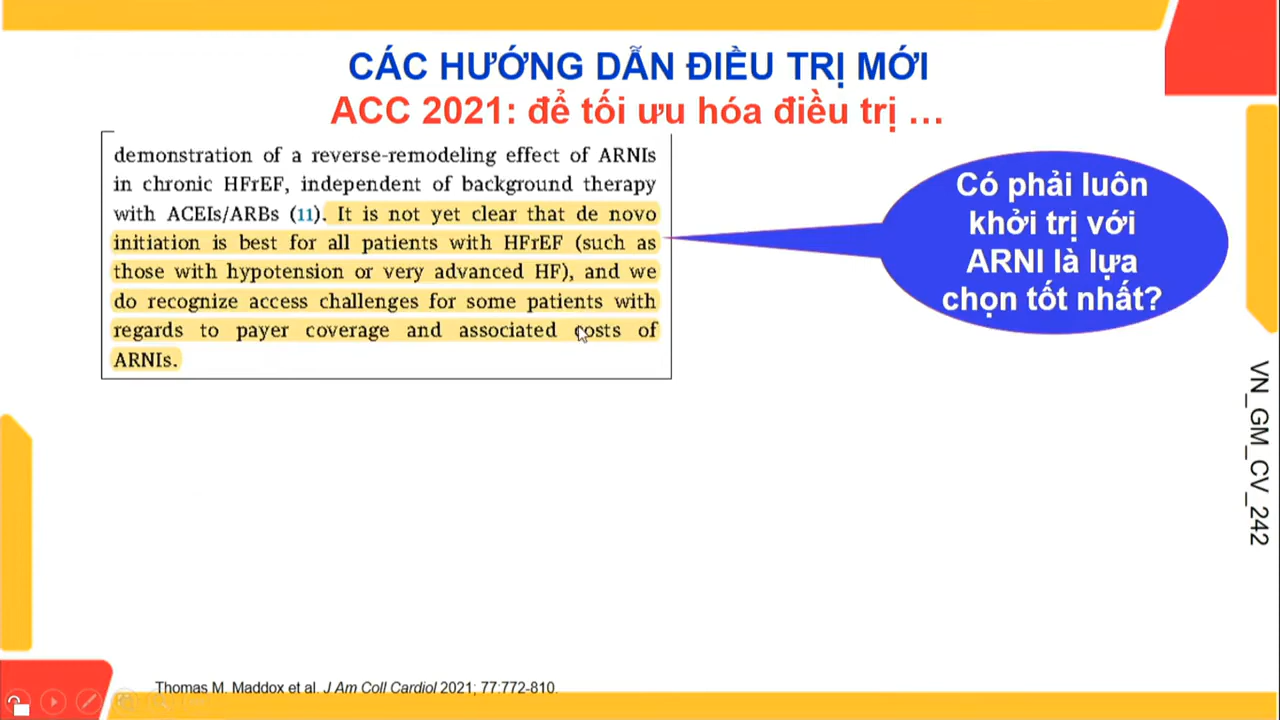 CÁC HƯỚNG DẪN ĐIỀU TRỊ MỚI
ACC 2021: để tối ưu hóa điều trị ...
demonstration of a reverse-remodeling effect of ARNIs
in chronic HFrEF, independent of background therapy
with ACEIs/ARBs (11). It is not yet clear that de novo
initiation is best for all patients with HFrEF (such as
those with hypotension or very advanced HF), and we
do recognize access challenges for some patients with
regards to payer coverage and associated costs of
ARNIs.
Có phải luôn
khởi trị với
ARNI là lựa
chọn tốt nhất?
VN_GM_CV_242
Thomas M. Maddox et al. J Am Coll Cardiol 2021; 77:772-810.